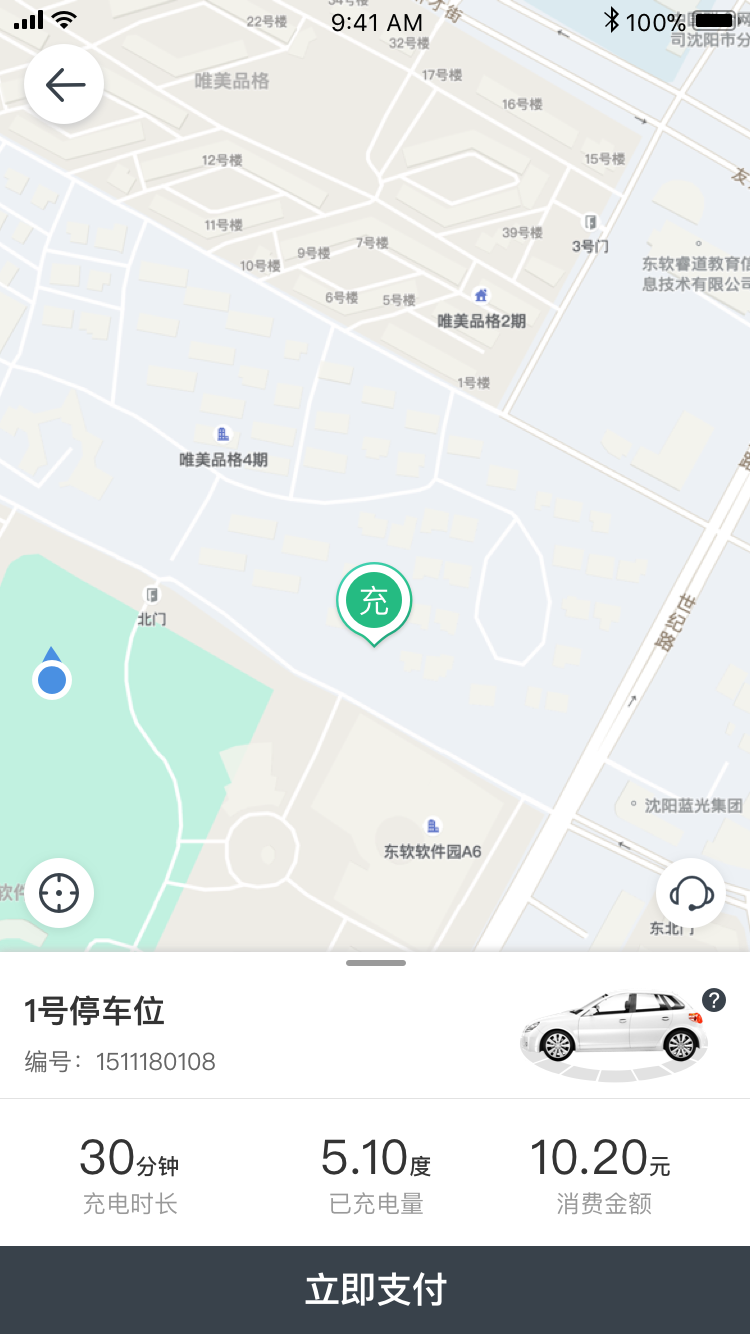 9:41 AM
100%
22号楼
32号楼
司沈阳市分
17号楼
唯美品格
16号楼
15号楼
12号楼
友
11号楼
39号楼
7号楼
3号门
9号楼
10号楼
东软睿道教育信
息技术有限公司
6号楼
5号楼
唯美品格2期
1号楼
唯美品格4期
路
充
北门
世纪路
沈阳蓝光集团
东软软件园A6
软件
东北门
1号停车位
?
编号：1511180108
30分钟
5.10度
10.20元
充电时长
已充电量
消费金额
立即支付